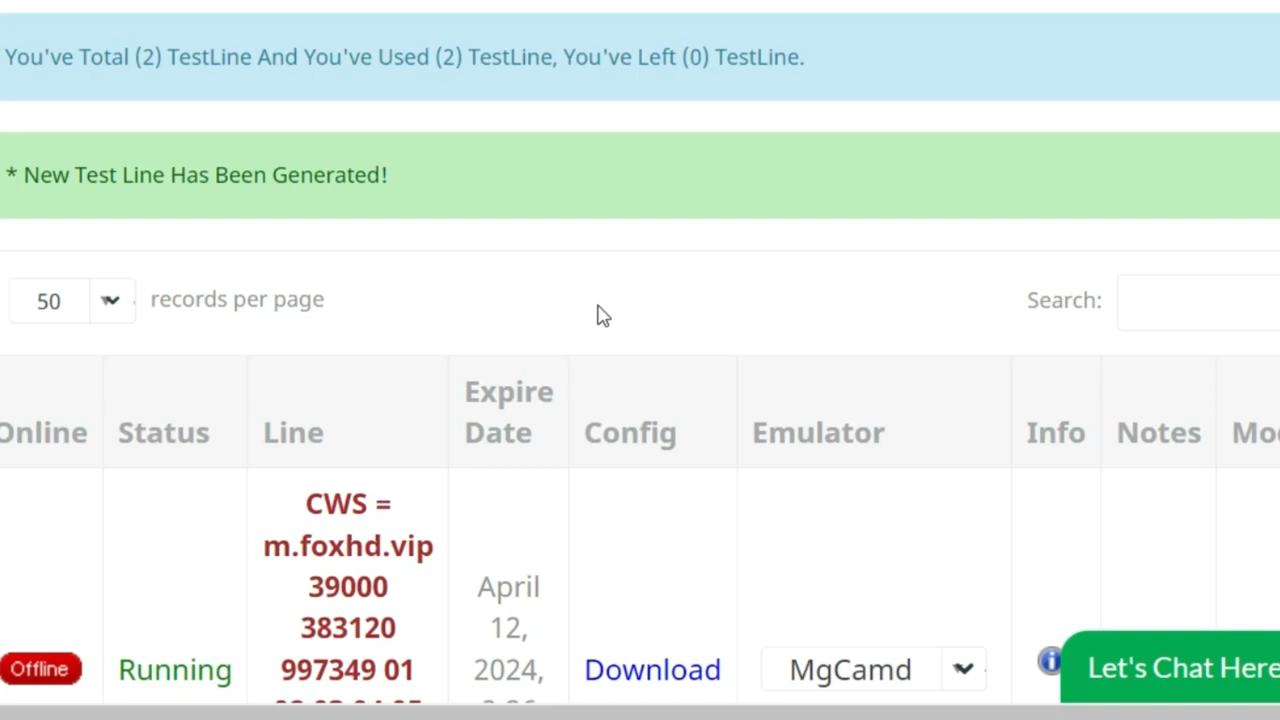 You've Total (2) TestLine And You've Used (2) TestLine, You've Left (0) TestLine.
* New Test Line Has Been Generated!
50 records per page
Search:
Online Status Line Expire Date Config Emulator Info Notes
CWS =
m.foxhd.vip
39000
383120
997349 01
April
12,
2024,
Offline Running Download MgCamd
Let's Chat Here